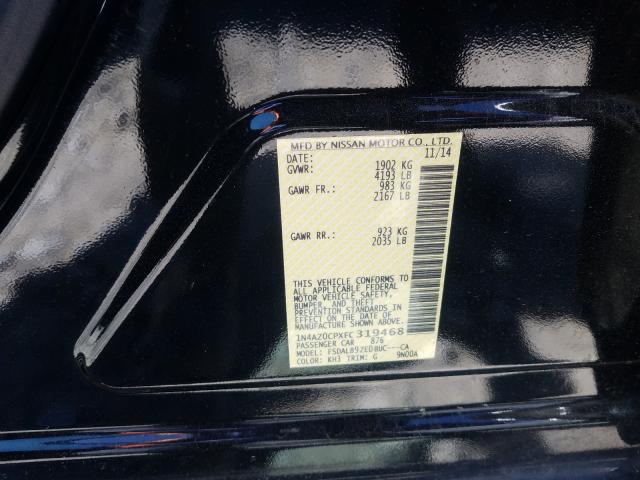 MFD BY NISSAN MOTOR CO., LTD.
DATE: 11/14
GVWR: 1902 KG
4193 LB
GAWR FR: 983 KG
2167 LB
GAWR RR: 923 KG
2035 LB
THIS VEHICLE CONFORMS TO
ALL APPLICABLE FEDERAL
MOTOR VEHICLE SAFETY,
BUMPER, AND THEFT
PREVENTION STANDARDS IN
EFFECT ON THE DATE OF
MANUFACTURE SHOWN ABOVE.
1N4AZ0CPXFC319468
PASSENGER CAR 876
MODEL: FSDALB9ZE0BUC---CA
COLOR: KH3 TRIM: G 9N00A